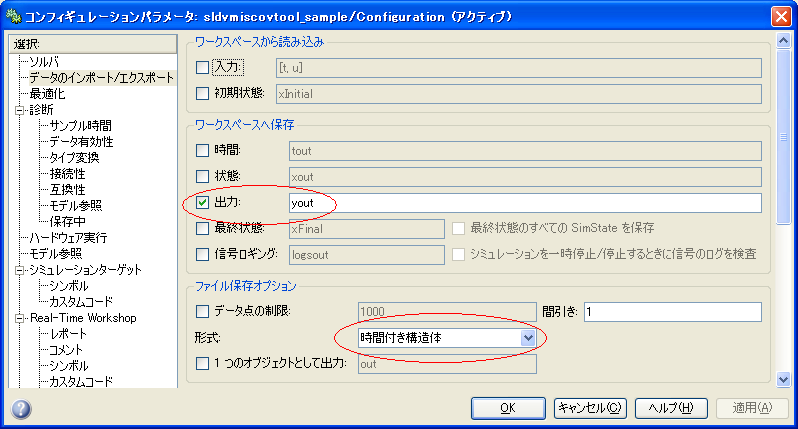 コンフィギュレーションパラメータ: sldvmiscovtool_sample/Configuration (アクティブ)
選択:
ソルバ
データのインポート/エクスポート
最適化
診断
サンプル時間
データ有効性
タイプ変換
接続性
互換性
モデル参照
保存中
ハードウェア実行
モデル参照
シミュレーションターゲット
シンボル
カスタムコード
Real-Time Workshop
レポート
コメント
シンボル
カスタムコード
ワークスペースから読み込み
入力: [t, u]
初期状態: xInitial
ワークスペースへ保存
時間: tout
状態: xout
出力: yout
最終状態: xFinal 最終状態のすべての SimState を保存
信号ロギング: logsout シミュレーションを一時停止/停止するときに信号のログを検査
ファイル保存オプション
データ点の制限: 1000 間引き: 1
形式: 時間付き構造体
1 つのオブジェクトとして出力: out
OK キャンセル(C) ヘルプ(H) 適用(A)